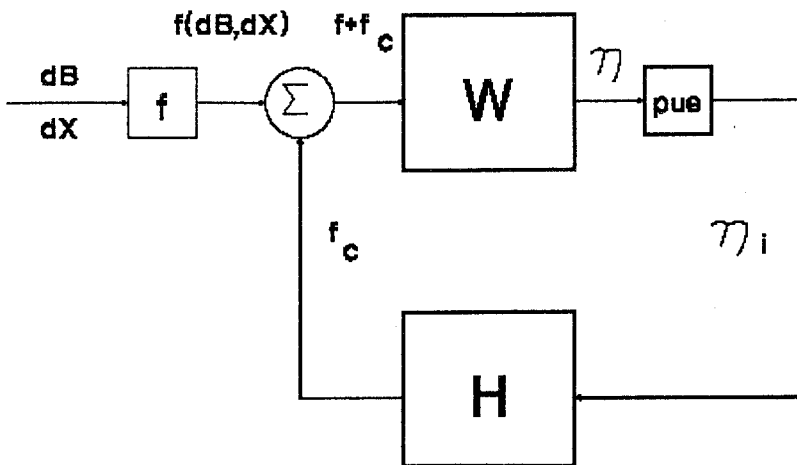 f(dB,dX)
f+f c
dB
dX
f
Σ
W
η
pue
f c
η i
H